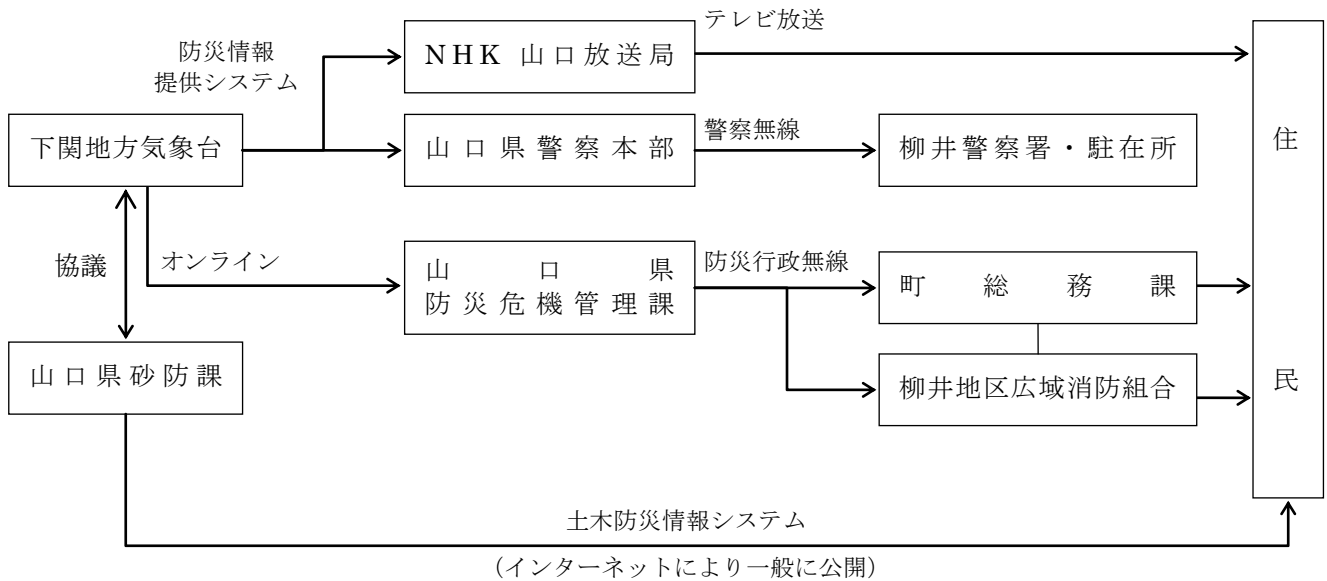 テレビ放送
防災情報
提供システム
NHK 山口放送局
下関地方気象台
山口県警察本部
警察無線
柳井警察署・駐在所
住
民
協議
オンライン
山口県
防災危機管理課
防災行政無線
町総務課
山口県砂防課
柳井地区広域消防組合
土木防災情報システム
(インターネットにより一般に公開)